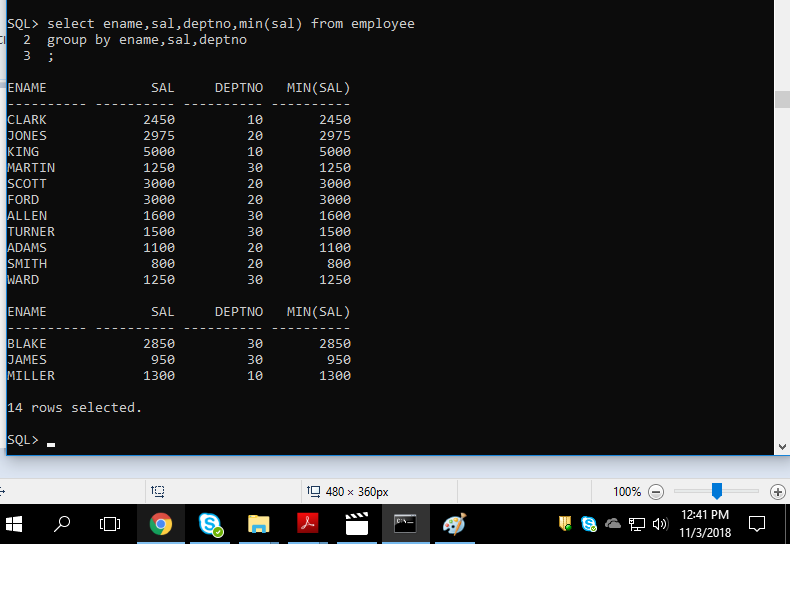 SQL> select ename,sal,deptno,min(sal) from employee
2 group by ename,sal,deptno
3 ;
ENAME SAL DEPTNO MIN(SAL)
---------- ---------- ---------- ----------
CLARK 2450 10 2450
JONES 2975 20 2975
KING 5000 10 5000
MARTIN 1250 30 1250
SCOTT 3000 20 3000
FORD 3000 20 3000
ALLEN 1600 30 1600
TURNER 1500 30 1500
ADAMS 1100 20 1100
SMITH 800 20 800
WARD 1250 30 1250
ENAME SAL DEPTNO MIN(SAL)
---------- ---------- ---------- ----------
BLAKE 2850 30 2850
JAMES 950 30 950
MILLER 1300 10 1300
14 rows selected.
SQL>
480 × 360px
100%
12:41 PM
11/3/2018